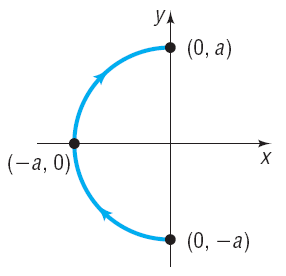 y
(0, a)
x
(−a, 0)
(0, −a)